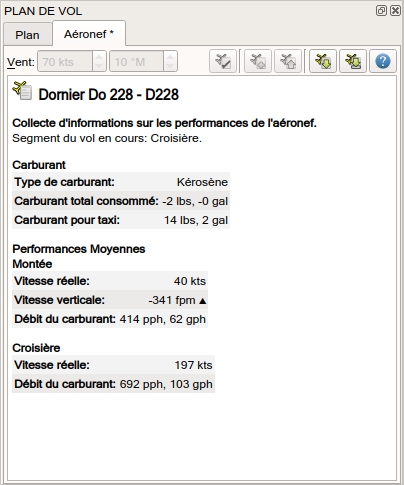 PLAN DE VOL
Plan
Aéronef *
Vent: 70 kts 10 °M
Dornier Do 228 - D228
Collecte d'informations sur les performances de l'aéronef.
Segment du vol en cours: Croisière.
Carburant
Type de carburant: Kérosène
Carburant total consommé: -2 lbs, -0 gal
Carburant pour taxi: 14 lbs, 2 gal
Performances Moyennes
Montée
Vitesse réelle: 40 kts
Vitesse verticale: -341 fpm ▲
Débit du carburant: 414 pph, 62 gph
Croisière
Vitesse réelle: 197 kts
Débit du carburant: 692 pph, 103 gph